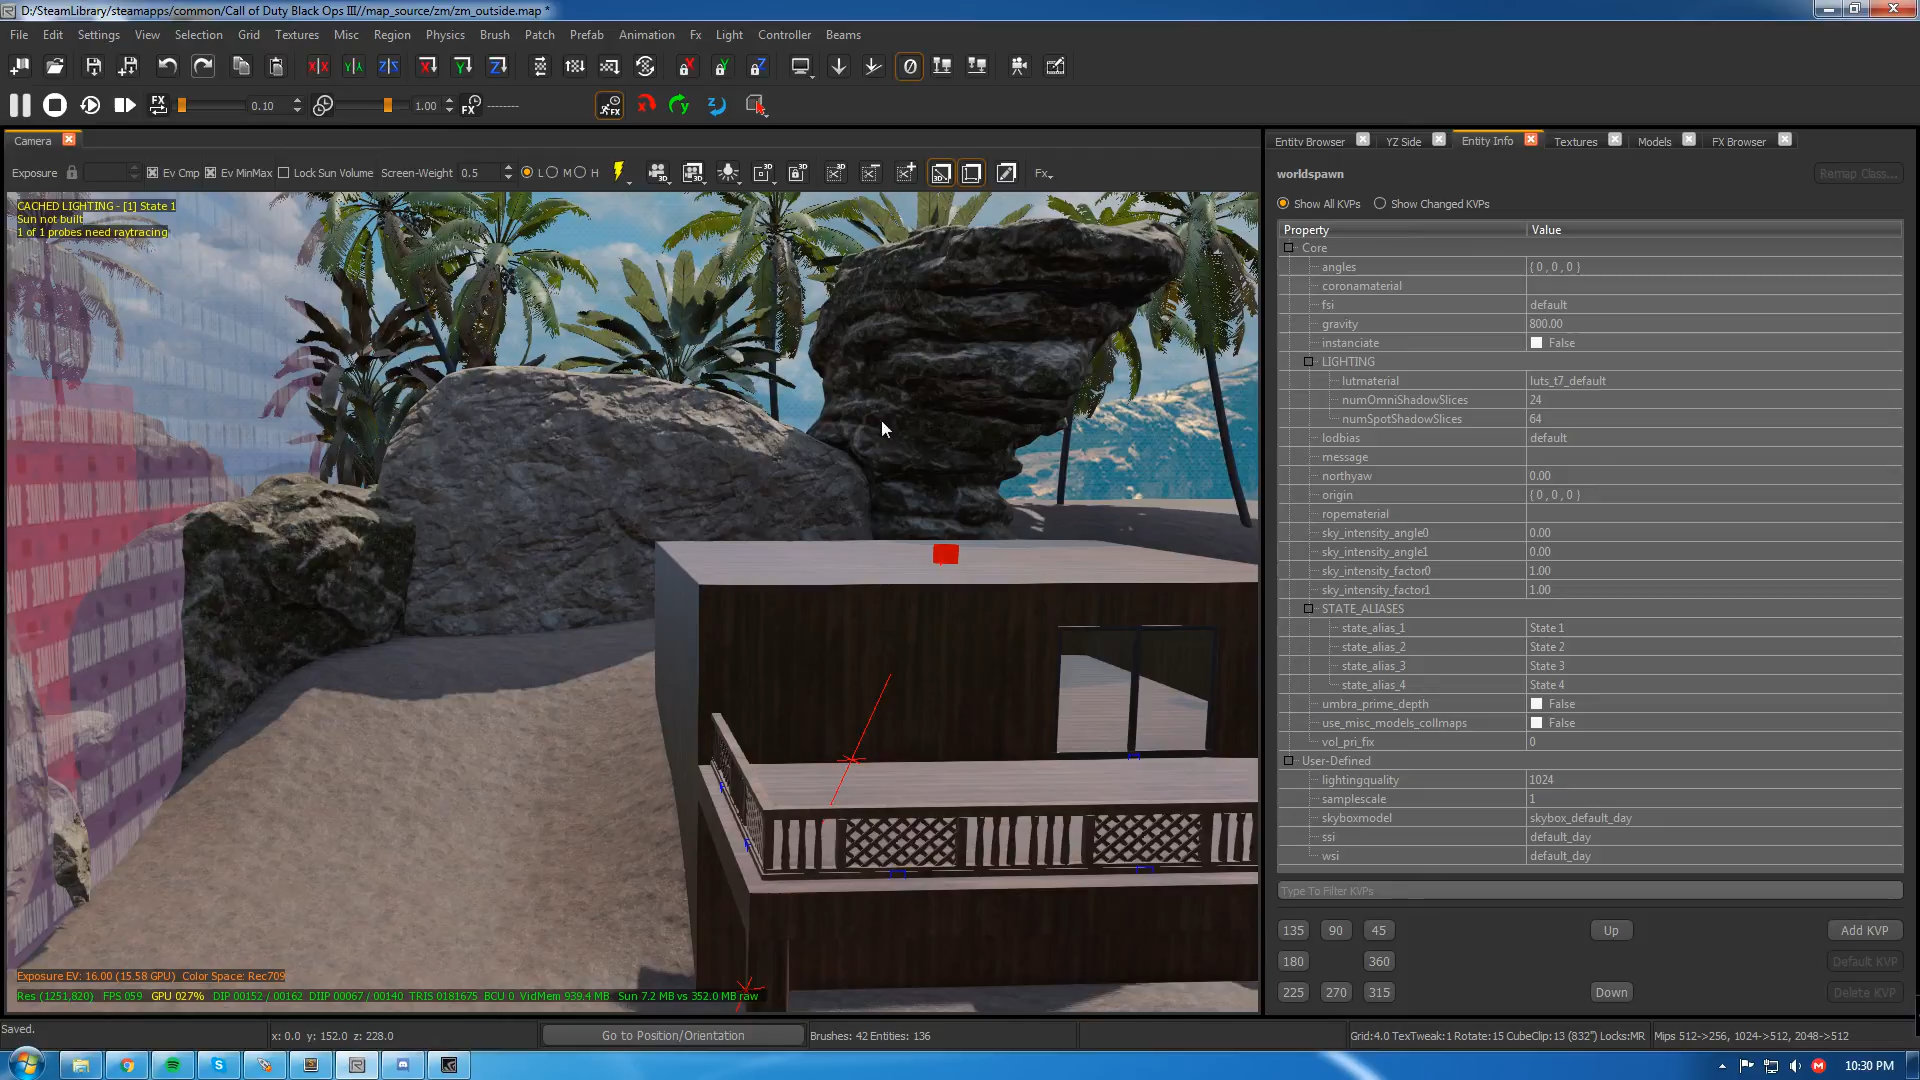 D:/SteamLibrary/steamapps/common/Call of Duty Black Ops III//map_source/zm/zm_outside.map *
File Edit Settings View Selection Grid Textures Misc Region Physics Brush Patch Prefab Animation Fx Light Controller Beams
FX 0.10 1.00 FX --------
Camera
Entity Browser YZ Side Entity Info Textures Models FX Browser
Exposure Ev Cmp Ev MinMax Lock Sun Volume Screen-Weight 0.5 L M H Fx
CACHED LIGHTING - [1] State 1
Sun not built
1 of 1 probes need raytracing
Exposure EV: 16.00 (15.58 GPU) Color Space: Rec709
Res (1251,820) FPS 059 GPU 027% DIP 00152 / 00162 DIIP 00067 / 00140 TRIS 0181675 BCU 0 VidMem 939.4 MB Sun 7.2 MB vs 352.0 MB raw
worldspawn
Remap Class...
Show All KVPs Show Changed KVPs
Property Value
Core
angles { 0 , 0 , 0 }
coronamaterial
fsi default
gravity 800.00
instanciate False
LIGHTING
lutmaterial luts_t7_default
numOmniShadowSlices 24
numSpotShadowSlices 64
lodbias default
message
northyaw 0.00
origin { 0 , 0 , 0 }
ropematerial
sky_intensity_angle0 0.00
sky_intensity_angle1 0.00
sky_intensity_factor0 1.00
sky_intensity_factor1 1.00
STATE_ALIASES
state_alias_1 State 1
state_alias_2 State 2
state_alias_3 State 3
state_alias_4 State 4
umbra_prime_depth False
use_misc_models_collmaps False
vol_pri_fix 0
User-Defined
lightingquality 1024
samplescale 1
skyboxmodel skybox_default_day
ssi default_day
wsi default_day
Type To Filter KVPs
135 90 45 Up Add KVP
180 360 Default KVP
225 270 315 Down Delete KVP
Saved. x: 0.0 y: 152.0 z: 228.0 Go to Position/Orientation Brushes: 42 Entities: 136 Grid:4.0 TexTweak:1 Rotate:15 CubeClip:13 (832") Locks:MR Mips 512->256, 1024->512, 2048->512
10:30 PM